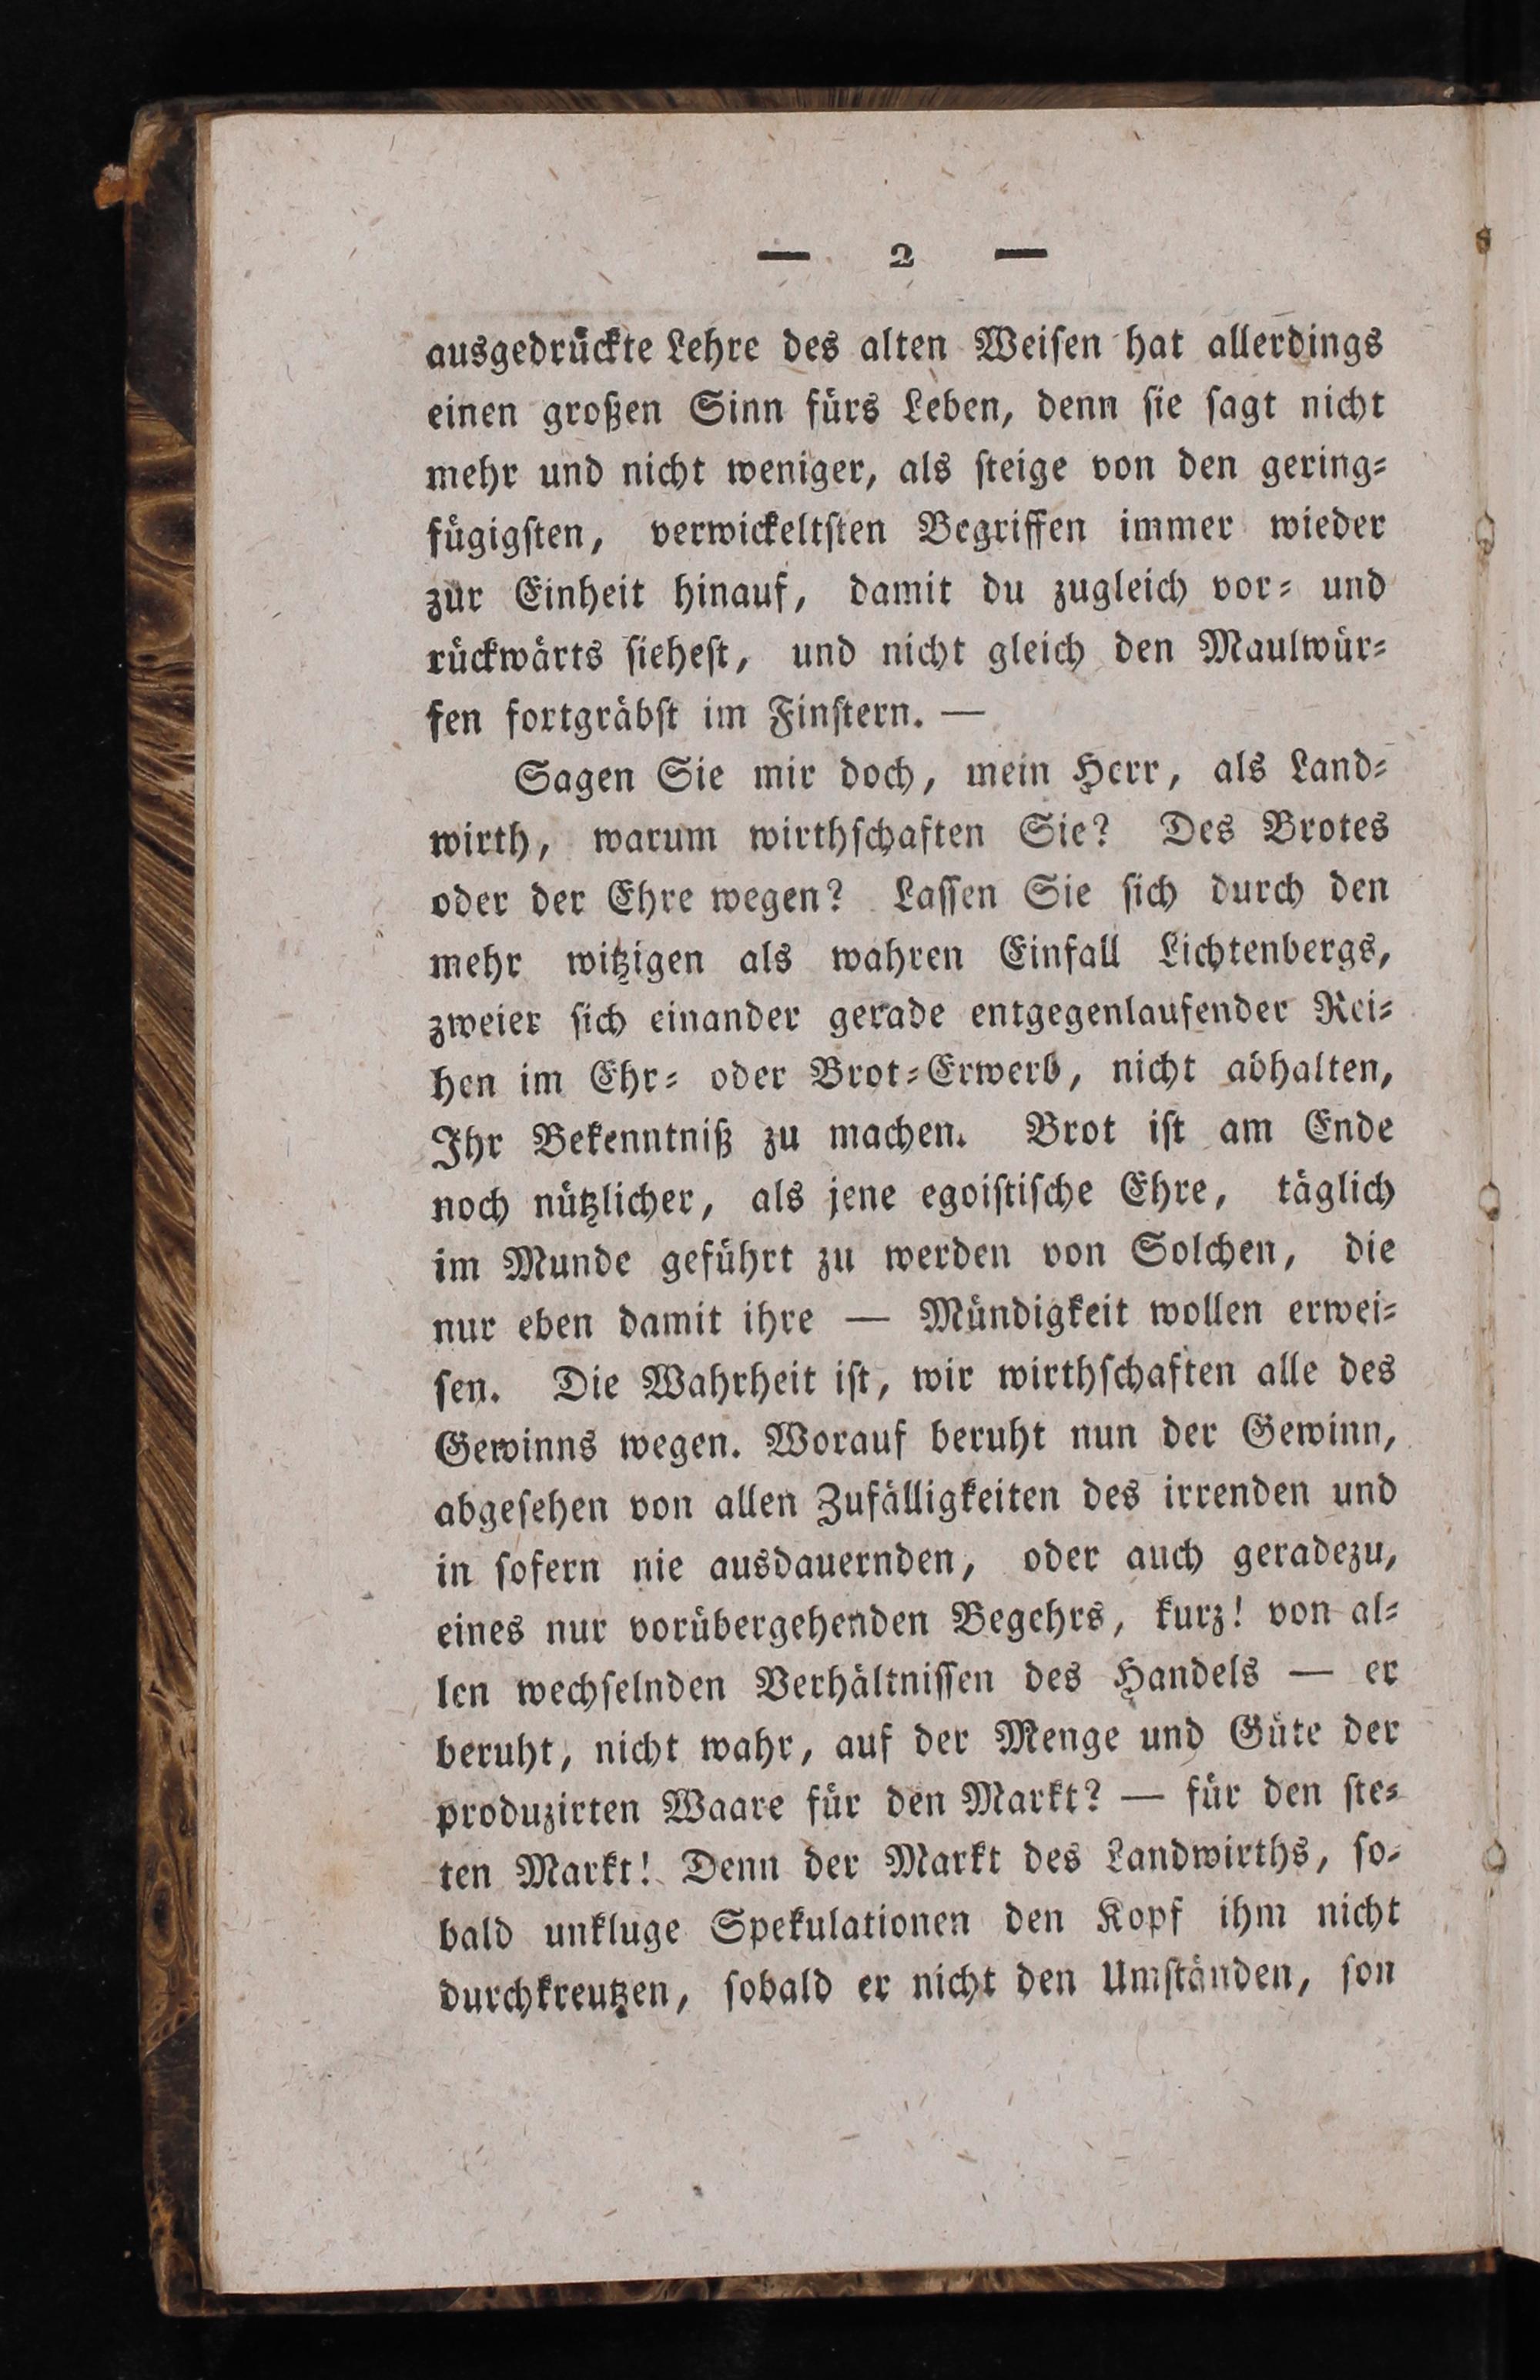 — 2 —
ausgedrückte Lehre des alten Weiſen hat allerdings
einen großen Sinn fürs Leben, denn ſie ſagt nicht
mehr und nicht weniger, als ſteige von den gering⸗
fügigſten, verwickeltſten Begriffen immer wieder
zur Einheit hinauf, damit du zugleich vor⸗ und
rückwärts ſieheſt, und nicht gleich den Maulwür⸗
fen fortgräbſt im Finſtern. —
Sagen Sie mir doch, mein Herr, als Land⸗
wirth, warum wirthſchaften Sie? Des Brotes
oder der Ehre wegen? Laſſen Sie ſich durch den
mehr witzigen als wahren Einfall Lichtenbergs,
zweier ſich einander gerade entgegenlaufender Rei⸗
hen im Ehr⸗ oder Brot⸗Erwerb, nicht abhalten,
Ihr Bekenntniß zu machen. Brot iſt am Ende
noch nützlicher, als jene egoiſtiſche Ehre, täglich
im Munde geführt zu werden von Solchen, die
nur eben damit ihre — Mündigkeit wollen erwei⸗
ſen. Die Wahrheit iſt, wir wirthſchaften alle des
Gewinns wegen. Worauf beruht nun der Gewinn,
abgeſehen von allen Zufälligkeiten des irrenden und
in ſofern nie ausdauernden, oder auch geradezu,
eines nur vorübergehenden Begehrs, kurz! von al⸗
len wechſelnden Verhältniſſen des Handels — er
beruht, nicht wahr, auf der Menge und Güte der
produzirten Waare für den Markt? — für den ſte⸗
ten Markt! Denn der Markt des Landwirths, ſo⸗
bald unkluge Spekulationen den Kopf ihm nicht
durchkreutzen, ſobald er nicht den Umſtänden, ſon